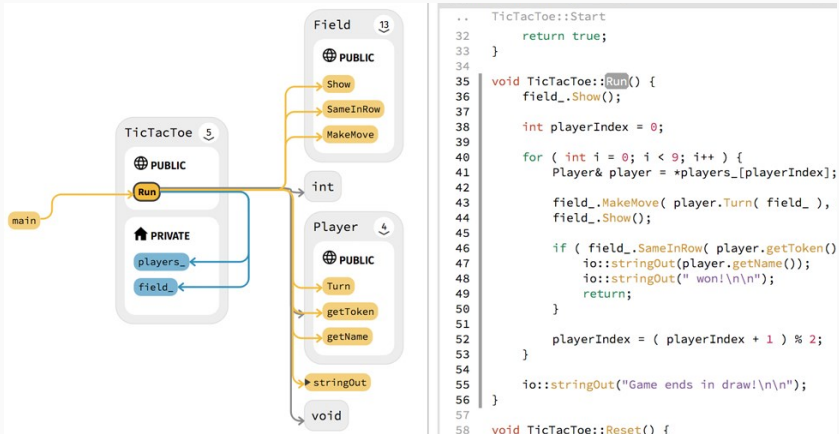 Field 13
PUBLIC
Show
SameInRow
MakeMove
TicTacToe 5
PUBLIC
Run
main
PRIVATE
players_
field_
int
Player 4
PUBLIC
Turn
getToken
getName
stringOut
void
.. TicTacToe::Start
32 return true;
33 }
34
35 void TicTacToe::Run() {
36 field_.Show();
37
38 int playerIndex = 0;
39
40 for ( int i = 0; i < 9; i++ ) {
41 Player& player = *players_[playerIndex];
42
43 field_.MakeMove( player.Turn( field_ ),
44 field_.Show();
45
46 if ( field_.SameInRow( player.getToken()
47 io::stringOut(player.getName());
48 io::stringOut(" won!\n\n");
49 return;
50 }
51
52 playerIndex = ( playerIndex + 1 ) % 2;
53 }
54
55 io::stringOut("Game ends in draw!\n\n");
56 }
57
58 void TicTacToe::Reset() {